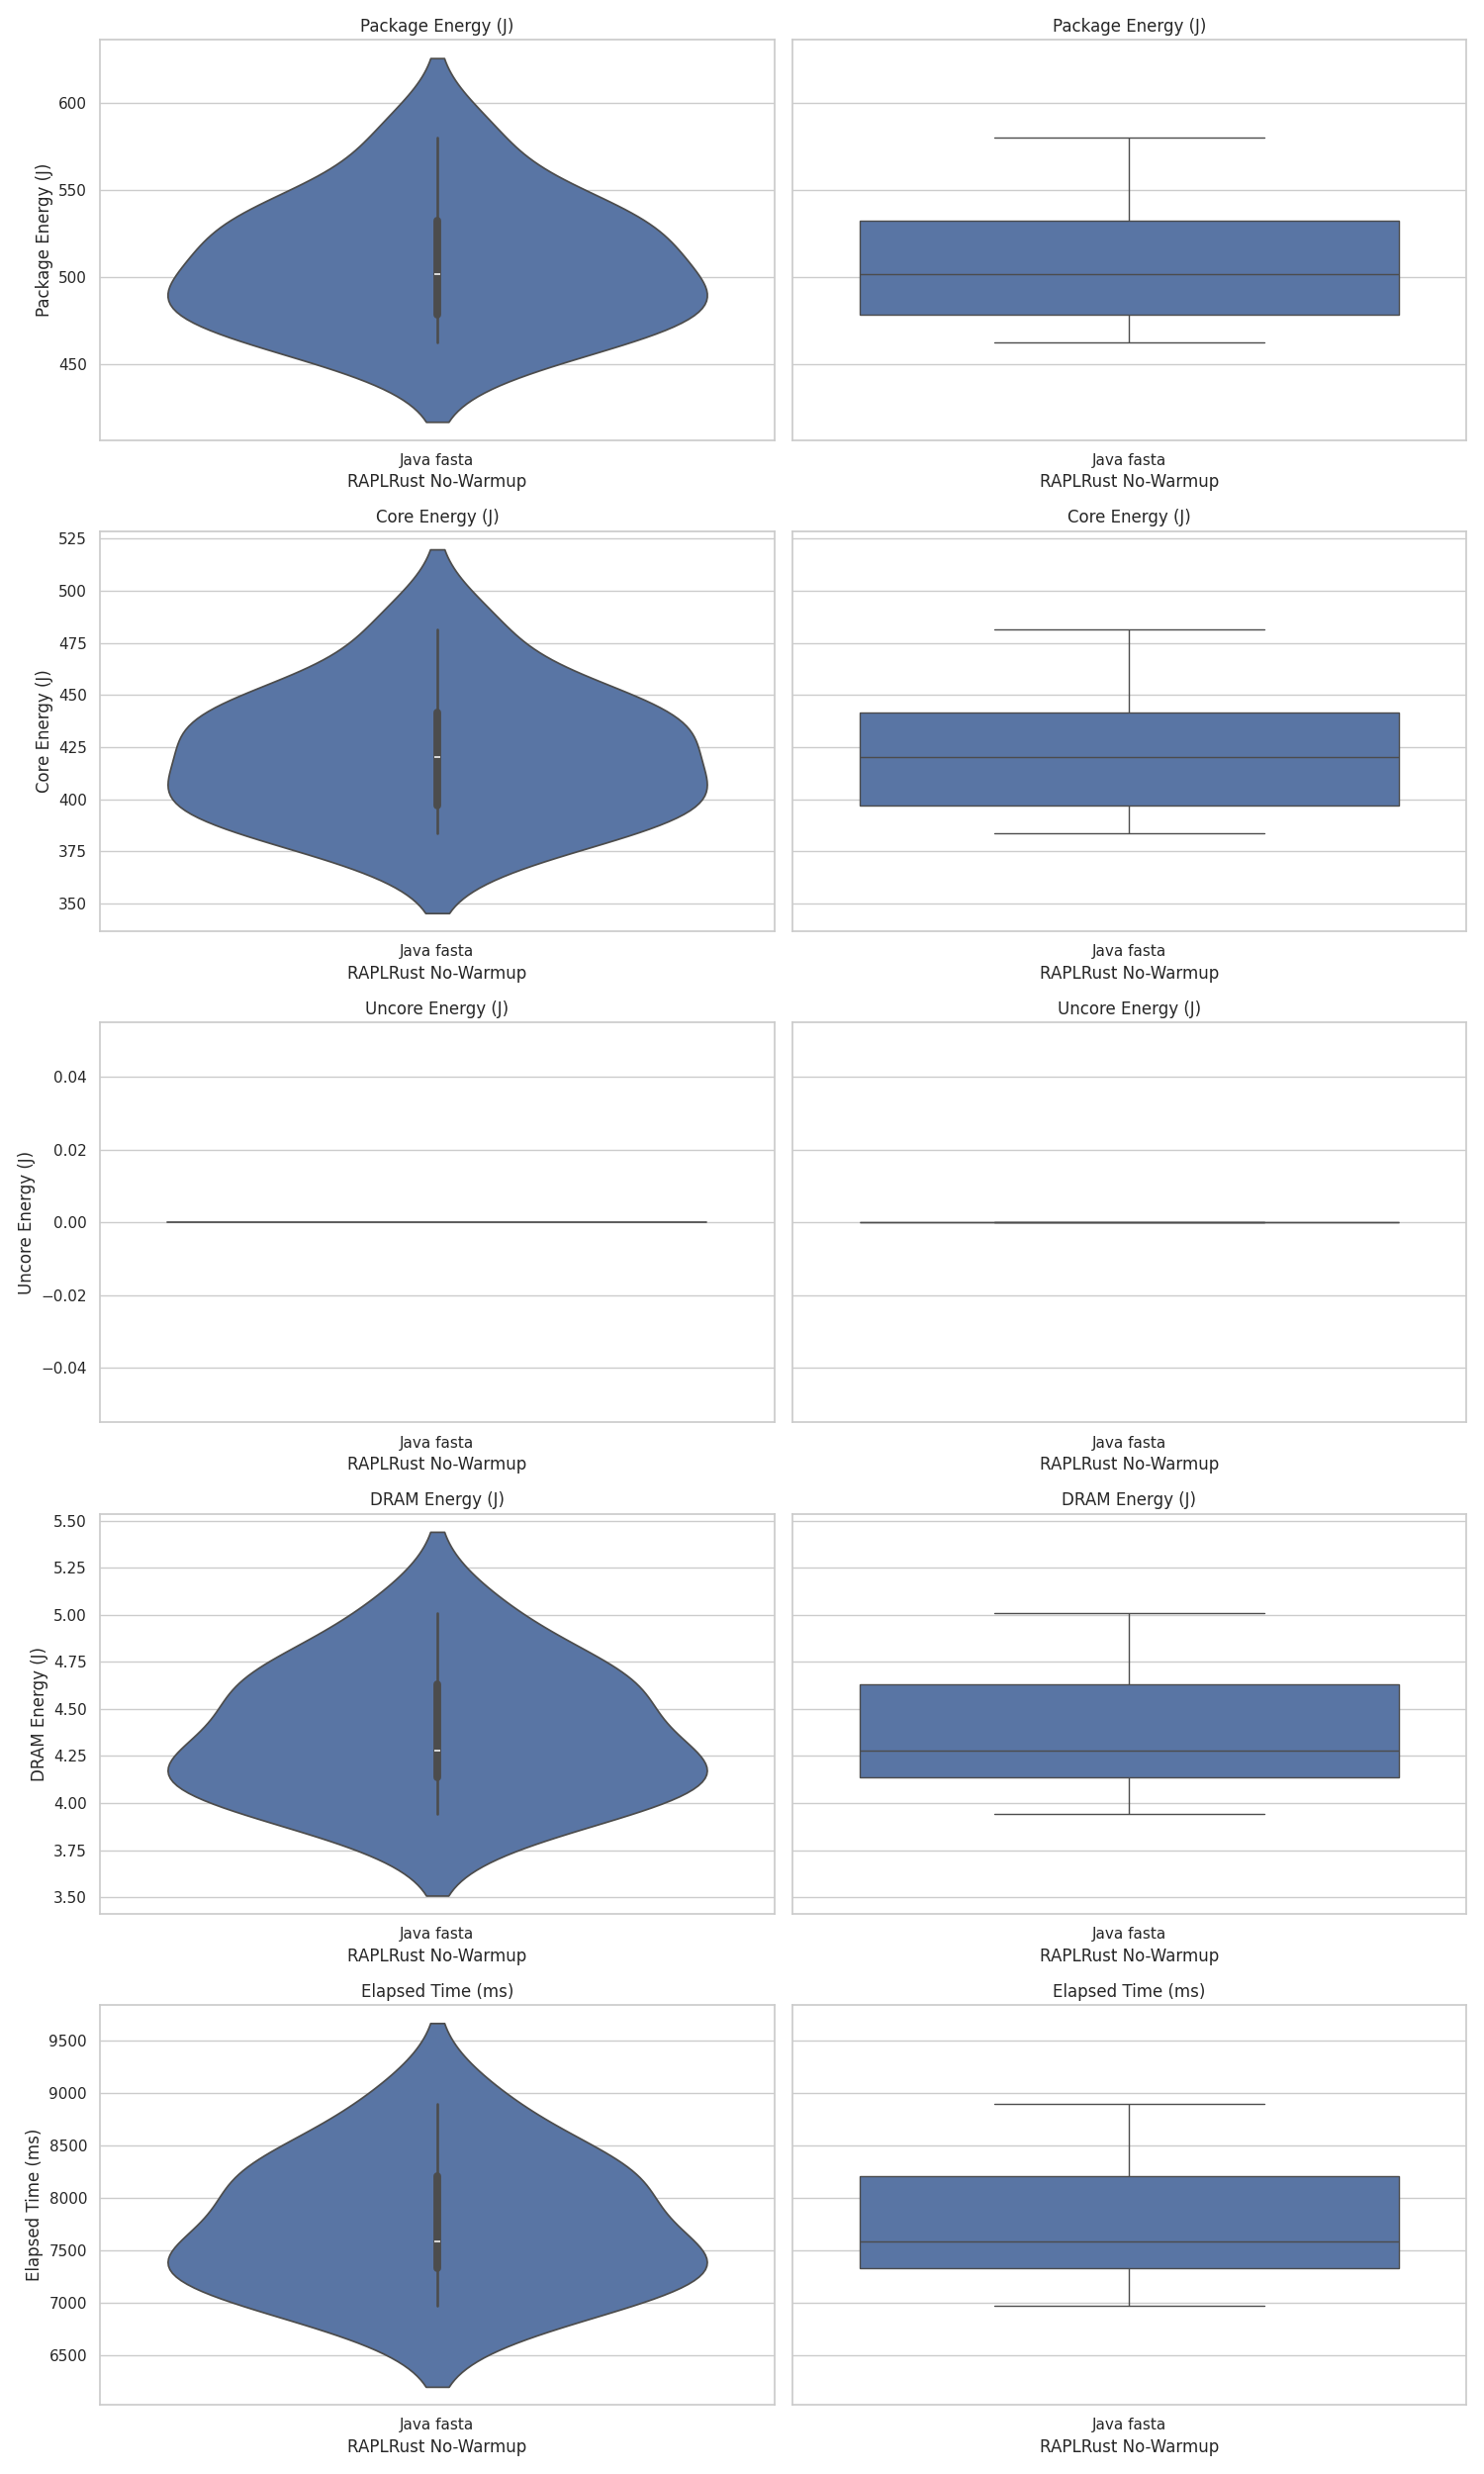 Package Energy (J)
Package Energy (J)
Package Energy (J)
600
550
500
450
Java fasta
RAPLRust No-Warmup
Java fasta
RAPLRust No-Warmup
Core Energy (J)
Core Energy (J)
Core Energy (J)
525
500
475
450
425
400
375
350
Java fasta
RAPLRust No-Warmup
Java fasta
RAPLRust No-Warmup
Uncore Energy (J)
Uncore Energy (J)
Uncore Energy (J)
0.04
0.02
0.00
−0.02
−0.04
Java fasta
RAPLRust No-Warmup
Java fasta
RAPLRust No-Warmup
DRAM Energy (J)
DRAM Energy (J)
DRAM Energy (J)
5.50
5.25
5.00
4.75
4.50
4.25
4.00
3.75
3.50
Java fasta
RAPLRust No-Warmup
Java fasta
RAPLRust No-Warmup
Elapsed Time (ms)
Elapsed Time (ms)
Elapsed Time (ms)
9500
9000
8500
8000
7500
7000
6500
Java fasta
RAPLRust No-Warmup
Java fasta
RAPLRust No-Warmup